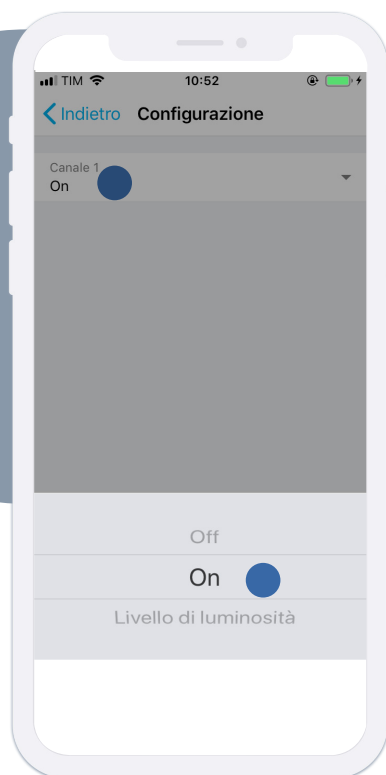 TIM
10:52
Indietro Configurazione
Canale 1
On
Off
On
Livello di luminosità